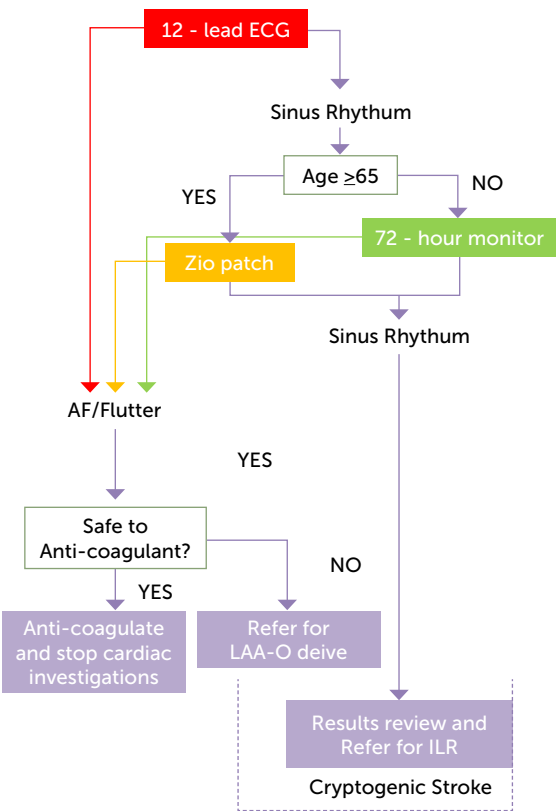 12 - lead ECG
Sinus Rhythum
Age ≥65
YES
NO
72 - hour monitor
Zio patch
Sinus Rhythum
AF/Flutter
YES
Safe to
Anti-coagulant?
NO
YES
Anti-coagulate
and stop cardiac
investigations
Refer for
LAA-O deive
Results review and
Refer for ILR
Cryptogenic Stroke